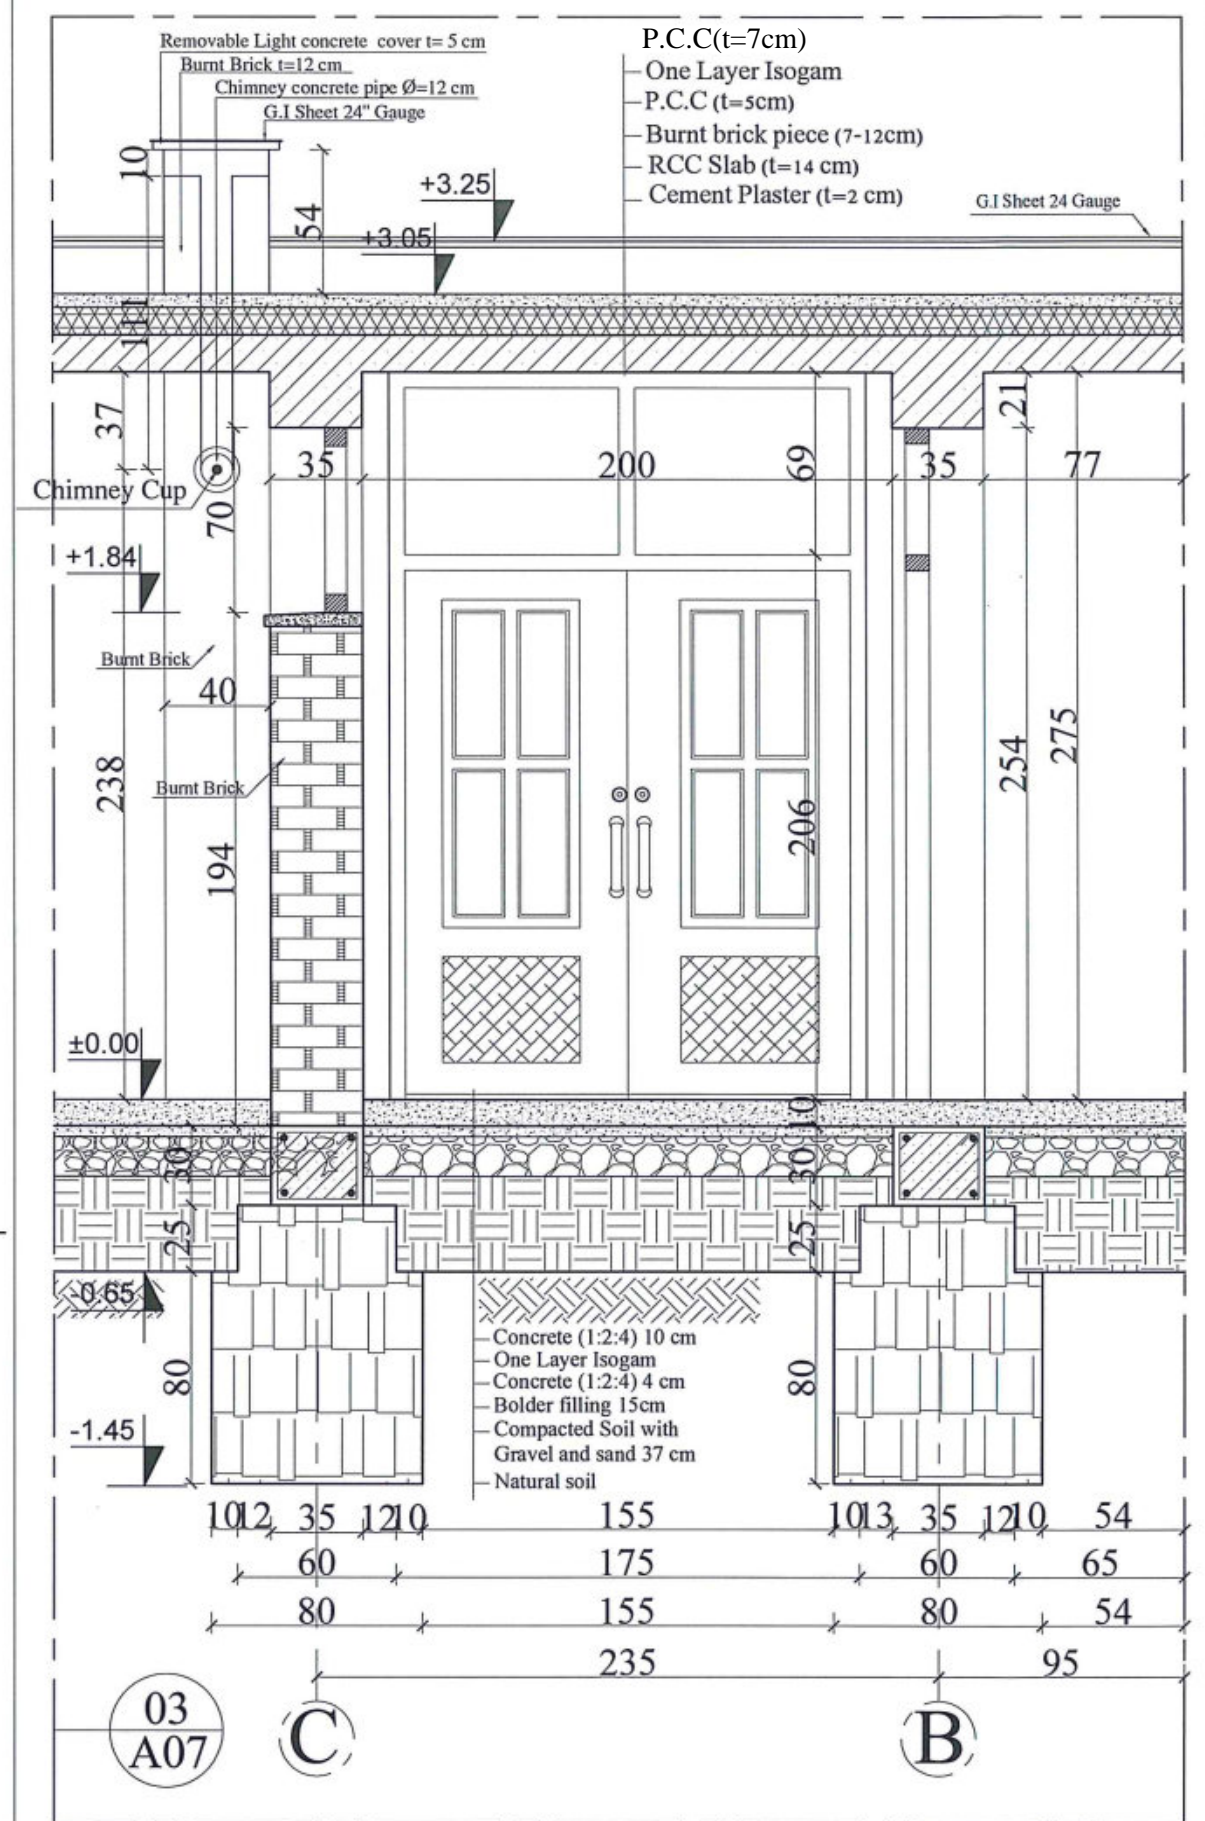 Removable Light concrete cover t= 5 cm
Burnt Brick t=12 cm
Chimney concrete pipe Ø=12 cm
G.I Sheet 24" Gauge
P.C.C(t=7cm)
One Layer Isogam
P.C.C (t=5cm)
Burnt brick piece (7-12cm)
RCC Slab (t=14 cm)
Cement Plaster (t=2 cm)
G.I Sheet 24 Gauge
10
54
+3.25
+3.05
111
37
21
35
200
69
35
77
Chimney Cup
70
+1.84
Burnt Brick
40
238
Burnt Brick
194
206
254
275
±0.00
10
30
30
25
25
-0.65
80
80
-1.45
Concrete (1:2:4) 10 cm
One Layer Isogam
Concrete (1:2:4) 4 cm
Bolder filling 15cm
Compacted Soil with
Gravel and sand 37 cm
Natural soil
10 12 35 12 10 155 10 13 35 12 10 54
60 175 60 65
80 155 80 54
235 95
03
A07
C
B